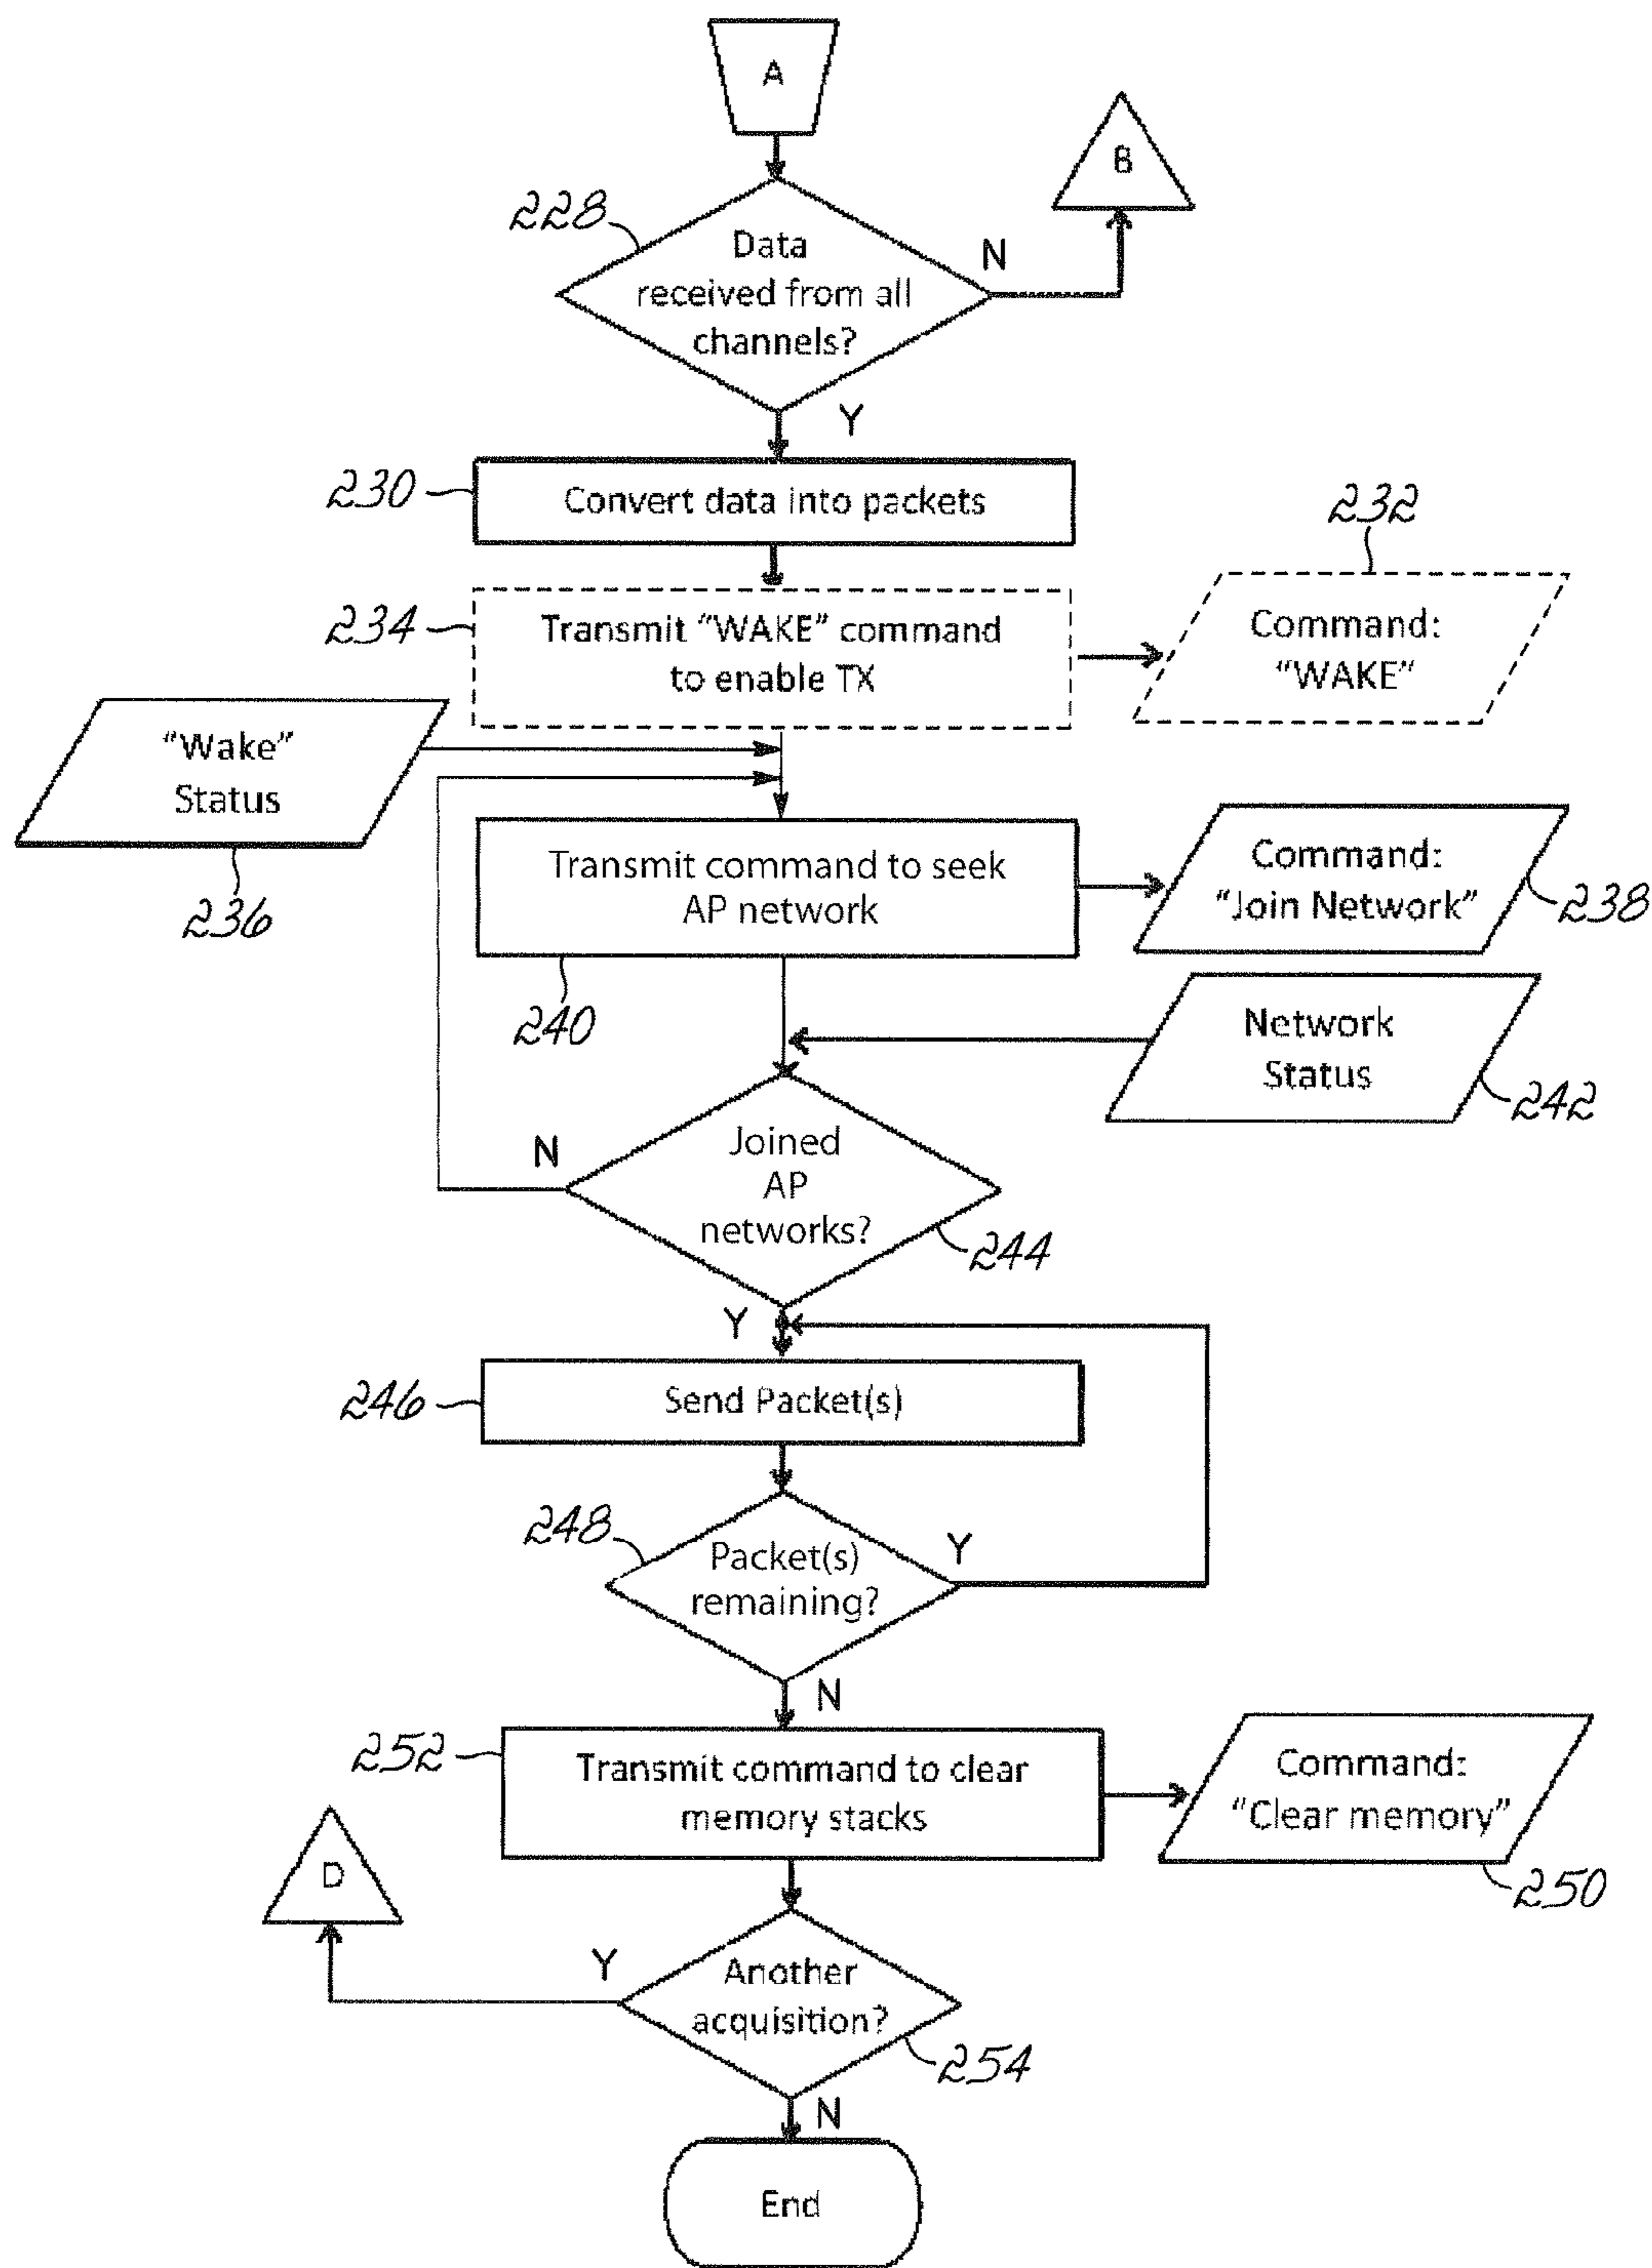 A
B
228
Data
received from all
channels?
N
Y
230
Convert data into packets
232
234
Transmit “WAKE” command
to enable TX
Command:
“WAKE”
“Wake”
Status
236
Transmit command to seek
AP network
240
Command:
“Join Network”
238
Network
Status
242
Joined
AP
networks?
N
244
Y
246
Send Packet(s)
248
Packet(s)
remaining?
Y
N
252
Transmit command to clear
memory stacks
Command:
“Clear memory”
250
D
Y
Another
acquisition?
254
N
End